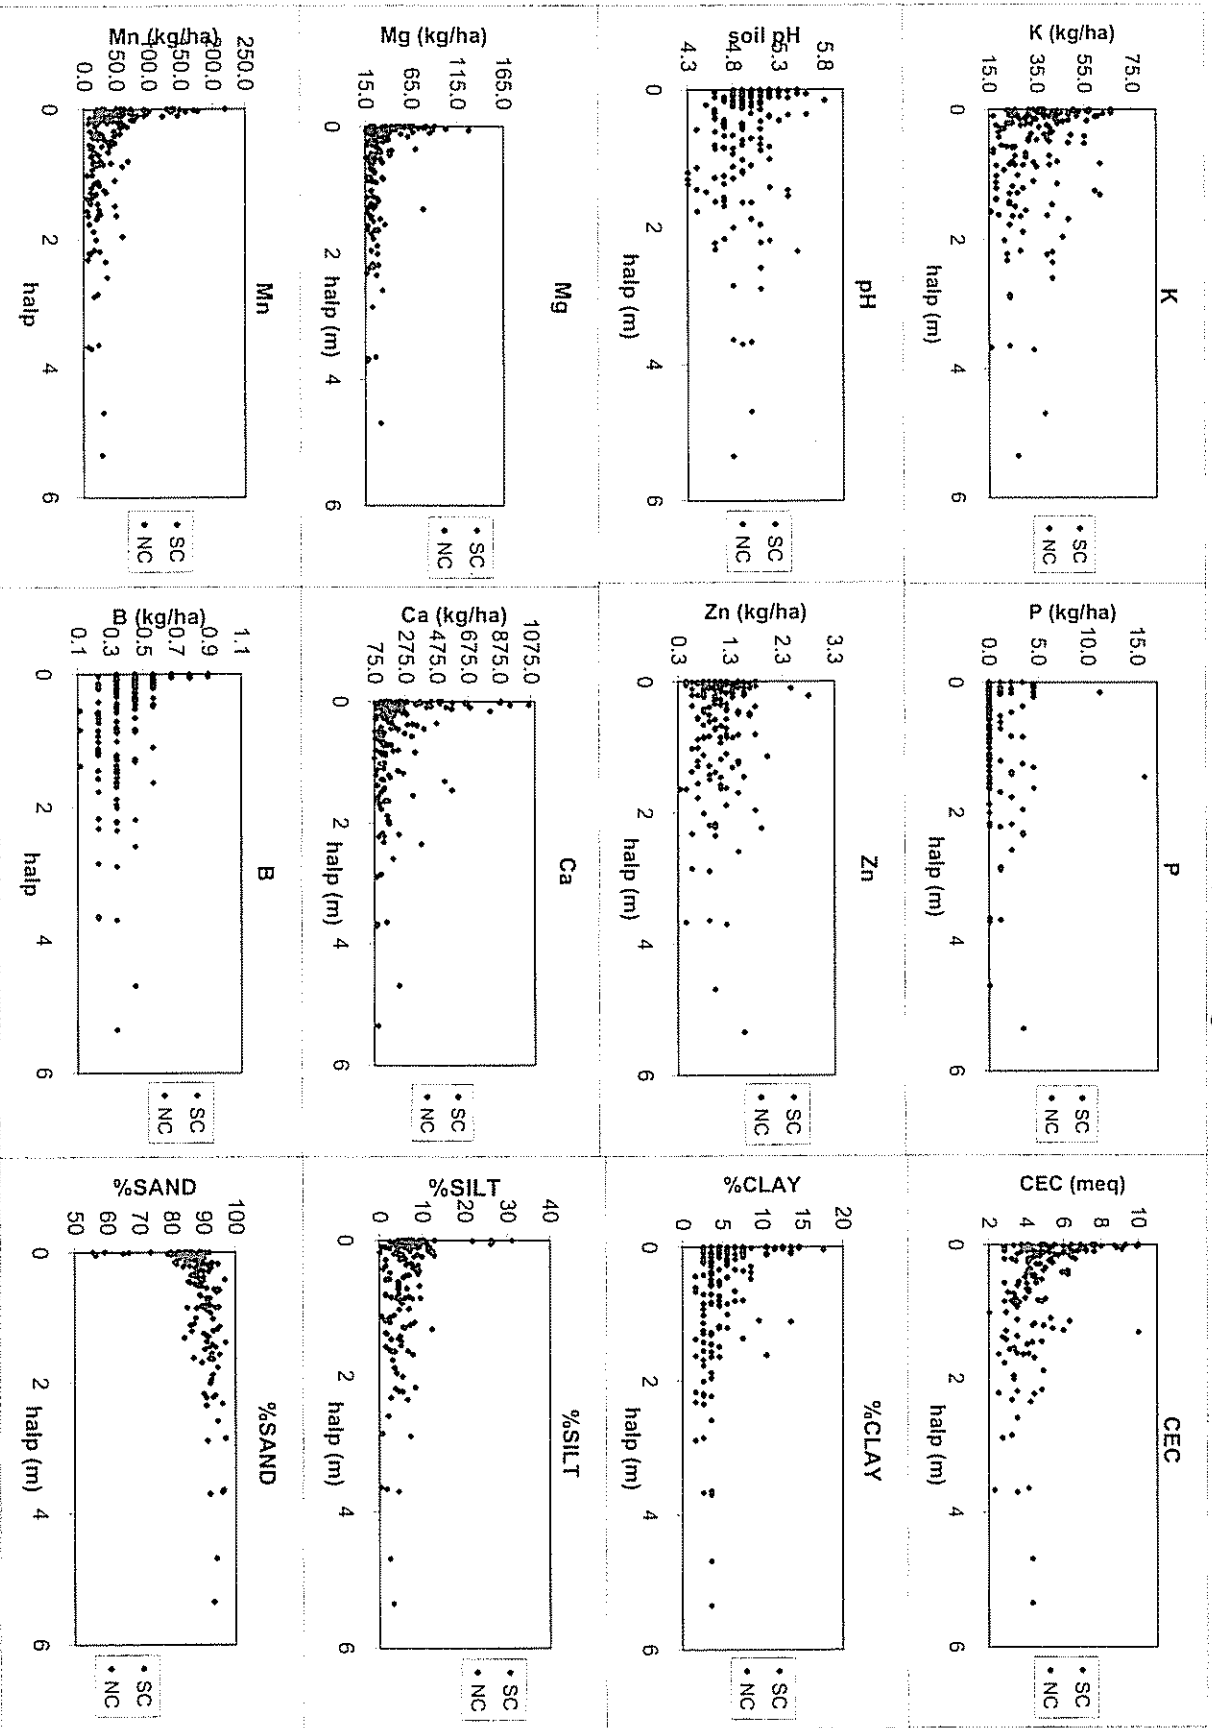 K
K (kg/ha)
75.0
55.0
35.0
15.0
0 2 4 6
halp (m)
SC
NC
P
P (kg/ha)
15.0
10.0
5.0
0.0
0 2 4 6
halp (m)
SC
NC
CEC
CEC (meq)
10
8
6
4
2
0 2 4 6
halp (m)
SC
NC
pH
soil pH
5.8
5.3
4.8
4.3
0 2 4 6
halp (m)
SC
NC
Zn
Zn (kg/ha)
3.3
2.3
1.3
0.3
0 2 4 6
halp (m)
SC
NC
%CLAY
%CLAY
20
15
10
5
0
0 2 4 6
halp (m)
SC
NC
Mg
Mg (kg/ha)
165.0
115.0
65.0
15.0
0 2 4 6
halp (m)
SC
NC
Ca
Ca (kg/ha)
1075.0
875.0
675.0
475.0
275.0
75.0
0 2 4 6
halp (m)
SC
NC
%SILT
%SILT
40
30
20
10
0
0 2 4 6
halp (m)
SC
NC
Mn
Mn (kg/ha)
250.0
200.0
150.0
100.0
50.0
0.0
0 2 4 6
halp
SC
NC
B
B (kg/ha)
1.1
0.9
0.7
0.5
0.3
0.1
0 2 4 6
halp
SC
NC
%SAND
%SAND
100
90
80
70
60
50
0 2 4 6
halp (m)
SC
NC